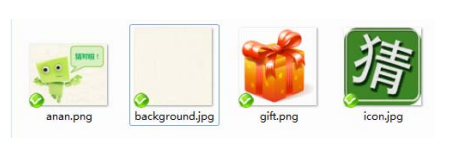 猜
anan.png
background.jpg
gift.png
icon.jpg